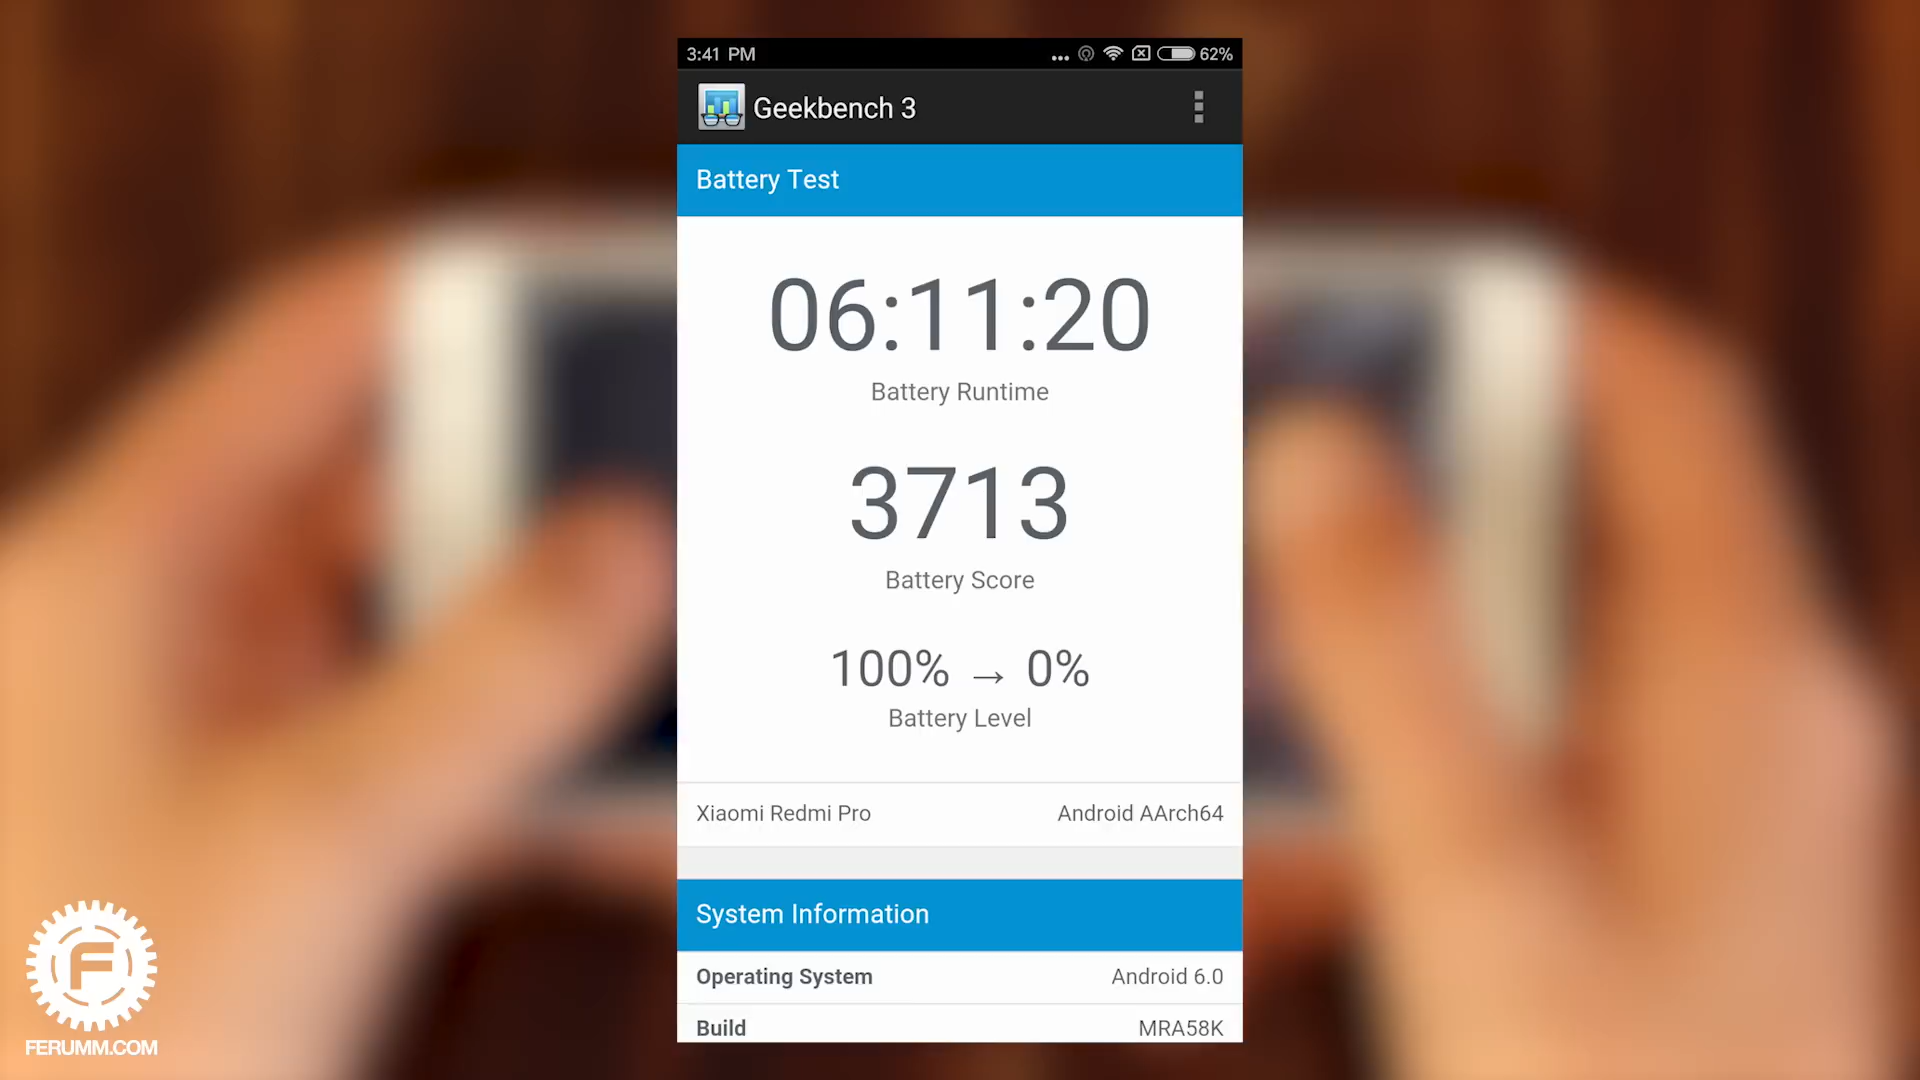 3:41 PM
62%
Geekbench 3
Battery Test
06:11:20
Battery Runtime
3713
Battery Score
100% → 0%
Battery Level
Xiaomi Redmi Pro Android AArch64
System Information
Operating System Android 6.0
Build MRA58K
F
FERUMM.COM